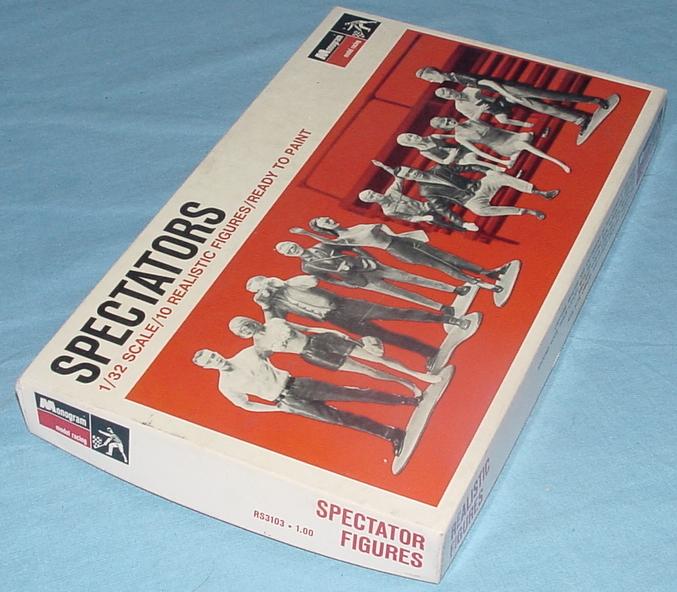 Monogram
model racing
SPECTATORS
1/32 SCALE/10 REALISTIC FIGURES/READY TO PAINT
Monogram
model racing
RS3103 • 1.00
SPECTATOR
FIGURES
REALISTIC
FIGURES